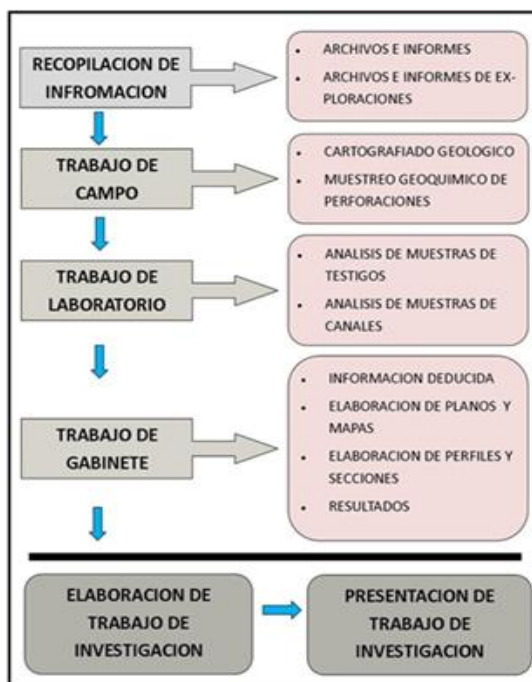 RECOPILACION DE
INFROMACION
• ARCHIVOS E INFORMES
• ARCHIVOS E INFORMES DE EX-
PLORACIONES
TRABAJO DE
CAMPO
• CARTOGRAFIADO GEOLOGICO
• MUESTREO GEOQUIMICO DE
PERFORACIONES
TRABAJO DE
LABORATORIO
• ANALISIS DE MUESTRAS DE
TESTIGOS
• ANALISIS DE MUESTRAS DE
CANALES
TRABAJO DE
GABINETE
• INFORMACION DEDUCIDA
• ELABORACION DE PLANOS Y
MAPAS
• ELABORACION DE PERFILES Y
SECCIONES
• RESULTADOS
ELABORACION DE
TRABAJO DE
INVESTIGACION
PRESENTACION DE
TRABAJO DE
INVESTIGACION